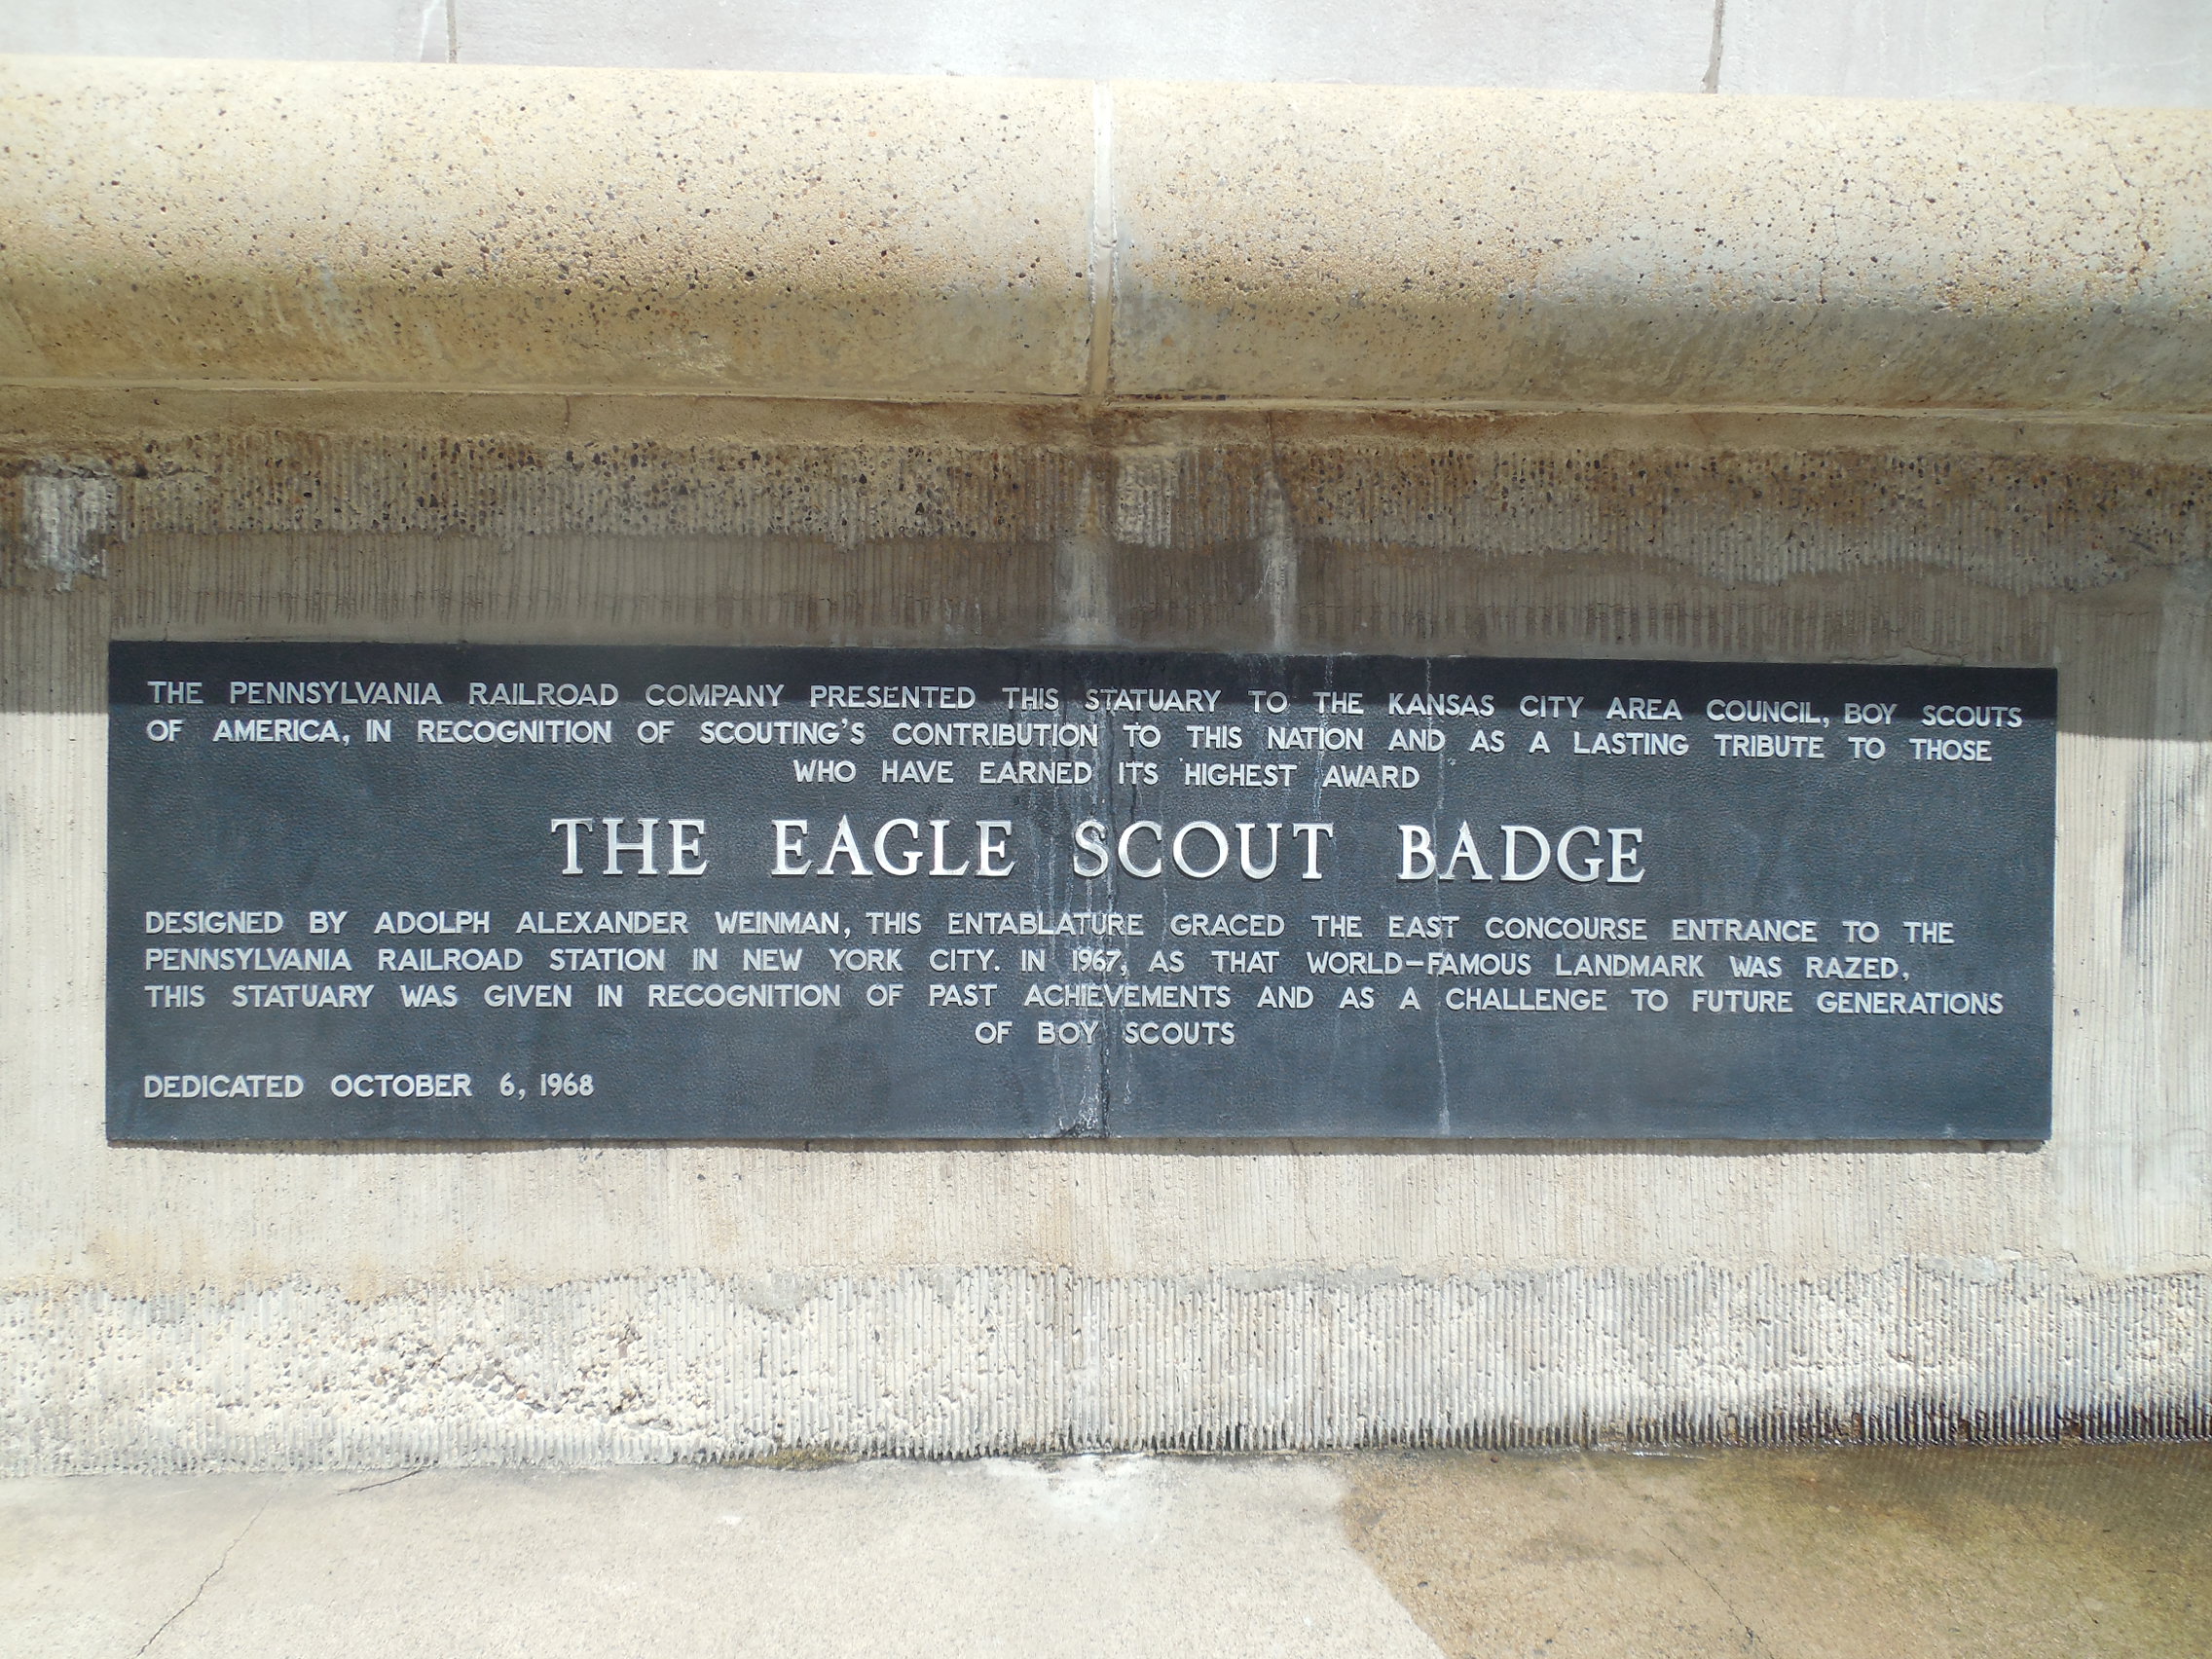 THE PENNSYLVANIA RAILROAD COMPANY PRESENTED THIS STATUARY TO THE KANSAS CITY AREA COUNCIL, BOY SCOUTS
OF AMERICA, IN RECOGNITION OF SCOUTING'S CONTRIBUTION TO THIS NATION AND AS A LASTING TRIBUTE TO THOSE
WHO HAVE EARNED ITS HIGHEST AWARD
THE EAGLE SCOUT BADGE
DESIGNED BY ADOLPH ALEXANDER WEINMAN, THIS ENTABLATURE GRACED THE EAST CONCOURSE ENTRANCE TO THE
PENNSYLVANIA RAILROAD STATION IN NEW YORK CITY. IN 1967, AS THAT WORLD-FAMOUS LANDMARK WAS RAZED,
THIS STATUARY WAS GIVEN IN RECOGNITION OF PAST ACHIEVEMENTS AND AS A CHALLENGE TO FUTURE GENERATIONS
OF BOY SCOUTS
DEDICATED OCTOBER 6, 1968